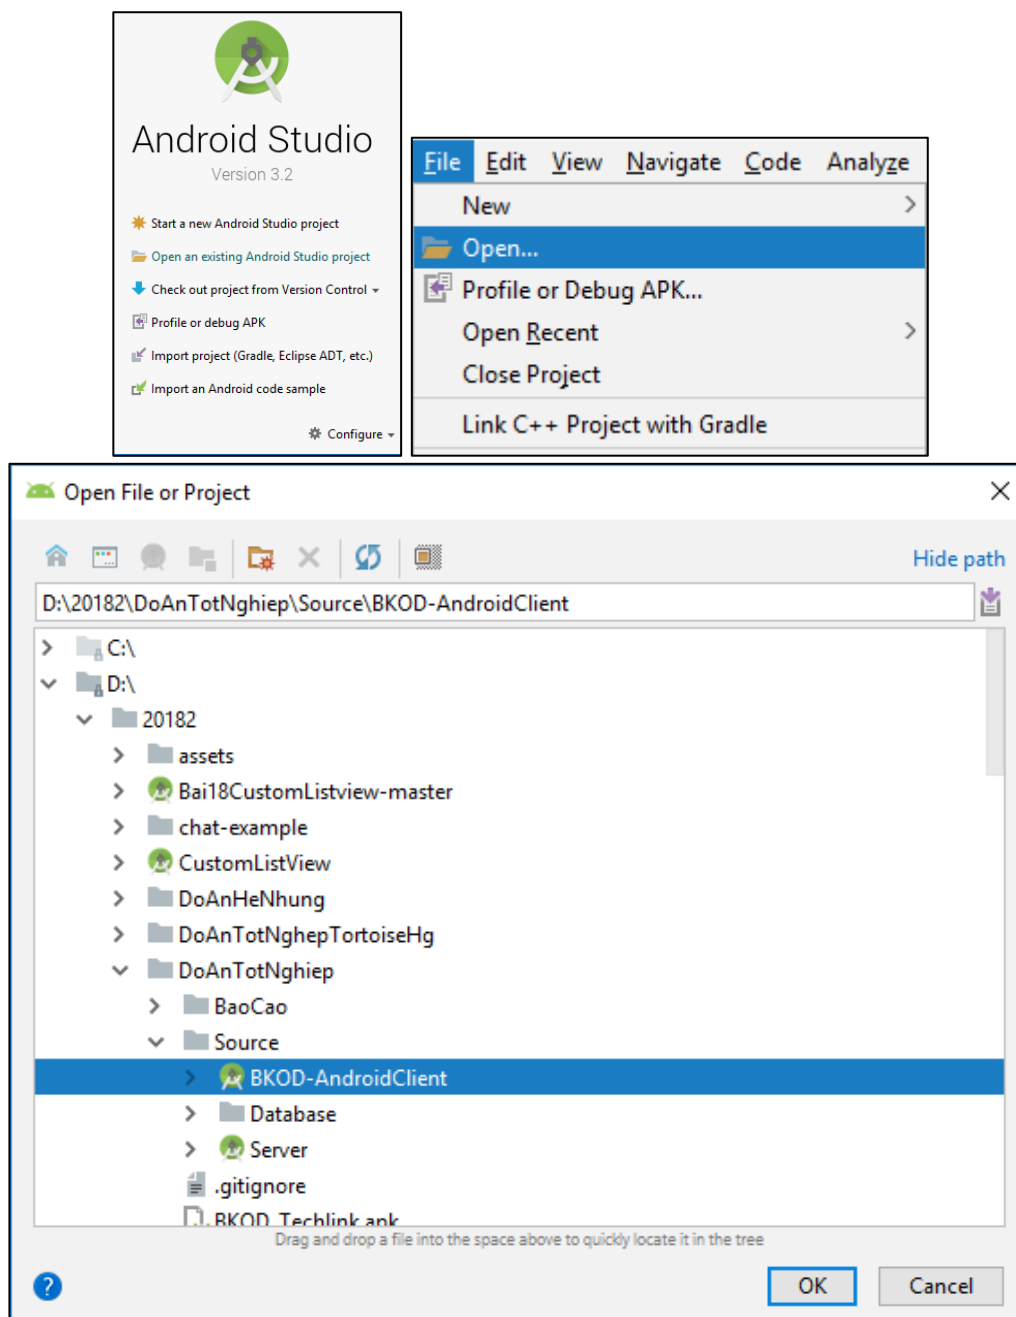 Android Studio
Version 3.2
Start a new Android Studio project
Open an existing Android Studio project
Check out project from Version Control
Profile or debug APK
Import project (Gradle, Eclipse ADT, etc.)
Import an Android code sample
Configure
File Edit View Navigate Code Analyze
New
Open...
Profile or Debug APK...
Open Recent
Close Project
Link C++ Project with Gradle
Open File or Project
Hide path
D:\20182\DoAnTotNghiep\Source\BKOD-AndroidClient
C:\
D:\
20182
assets
Bai18CustomListview-master
chat-example
CustomListView
DoAnHeNhung
DoAnTotNghepTortoiseHg
DoAnTotNghiep
BaoCao
Source
BKOD-AndroidClient
Database
Server
.gitignore
BKOD_Techlink.apk
Drag and drop a file into the space above to quickly locate it in the tree
? OK Cancel